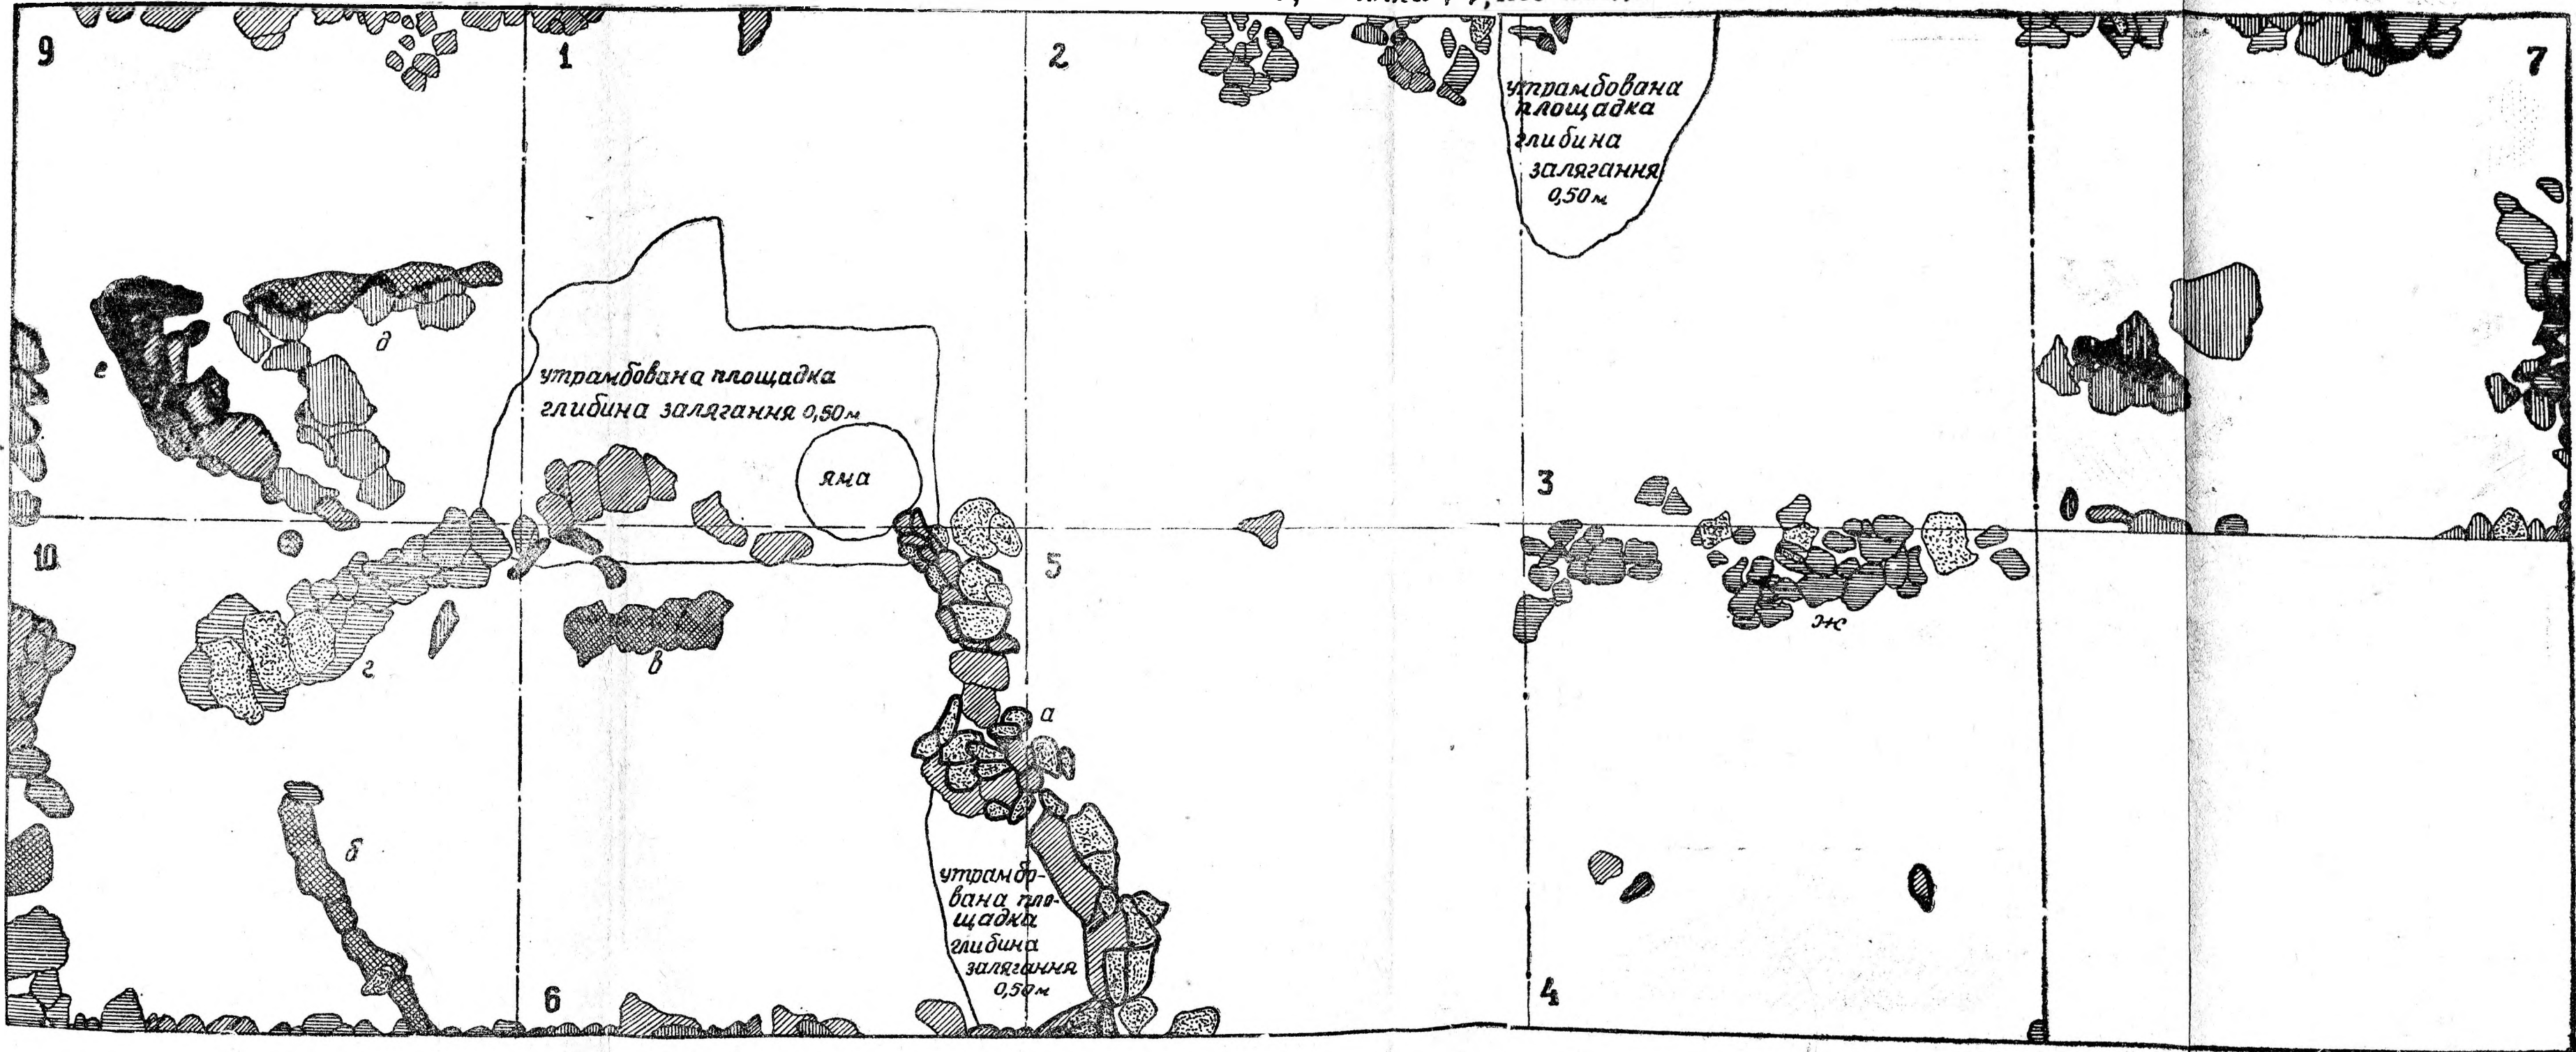 9
1
2
7
утрамбована
площадка
глибина
залягання
0,50 м
д
е
утрамбована площадка
глибина залягання 0,50 м
яма
3
10
5
ж
в
г
а
б
утрамбо-
вана пло-
щадка
глибина
залягання
0,50 м
6
4